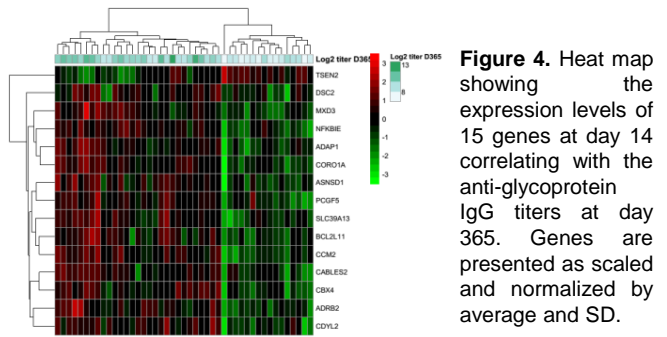 Log2 titer D365
TSEN2
DSC2
MXD3
NFKBIE
ADAP1
CORO1A
ASNSD1
PCGF5
SLC39A13
BCL2L11
CCM2
CABLES2
CBX4
ADRB2
CDYL2
3
2
1
0
-1
-2
-3
Log2 titer D365
13
8
Figure 4. Heat map
showing the
expression levels of
15 genes at day 14
correlating with the
anti-glycoprotein
IgG titers at day
365. Genes are
presented as scaled
and normalized by
average and SD.